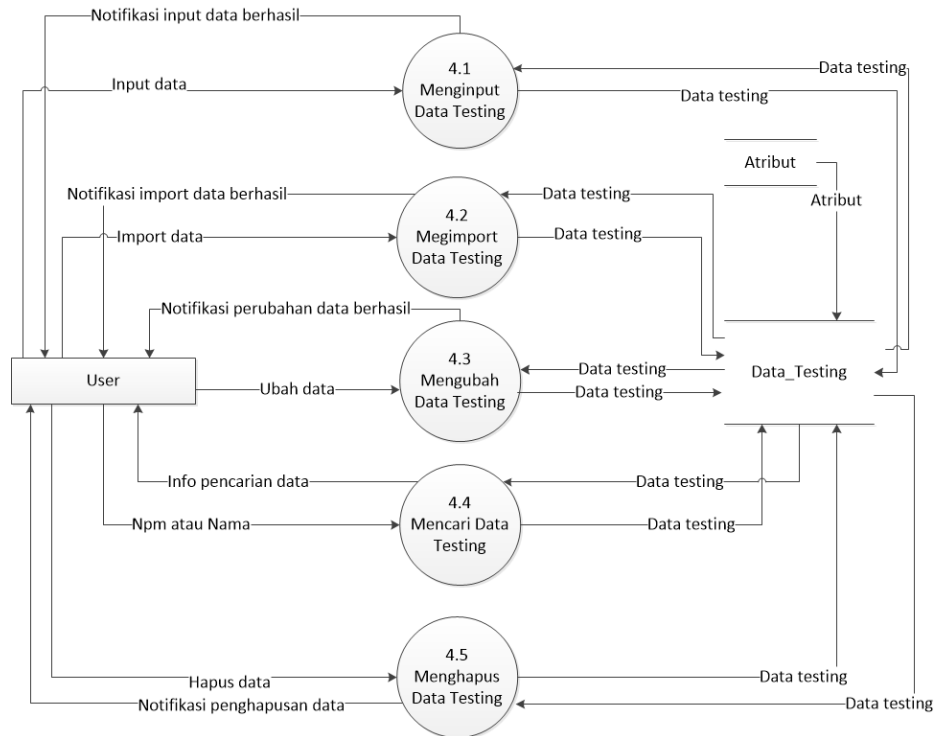 Notifikasi input data berhasil
4.1
Menginput
Data Testing
Data testing
Input data
Data testing
Atribut
Atribut
Notifikasi import data berhasil
4.2
Megimport
Data Testing
Data testing
Import data
Data testing
Notifikasi perubahan data berhasil
4.3
Mengubah
Data Testing
Data testing
User
Data_Testing
Ubah data
Data testing
Info pencarian data
4.4
Mencari Data
Testing
Data testing
Npm atau Nama
Data testing
4.5
Menghapus
Data Testing
Hapus data
Data testing
Notifikasi penghapusan data
Data testing